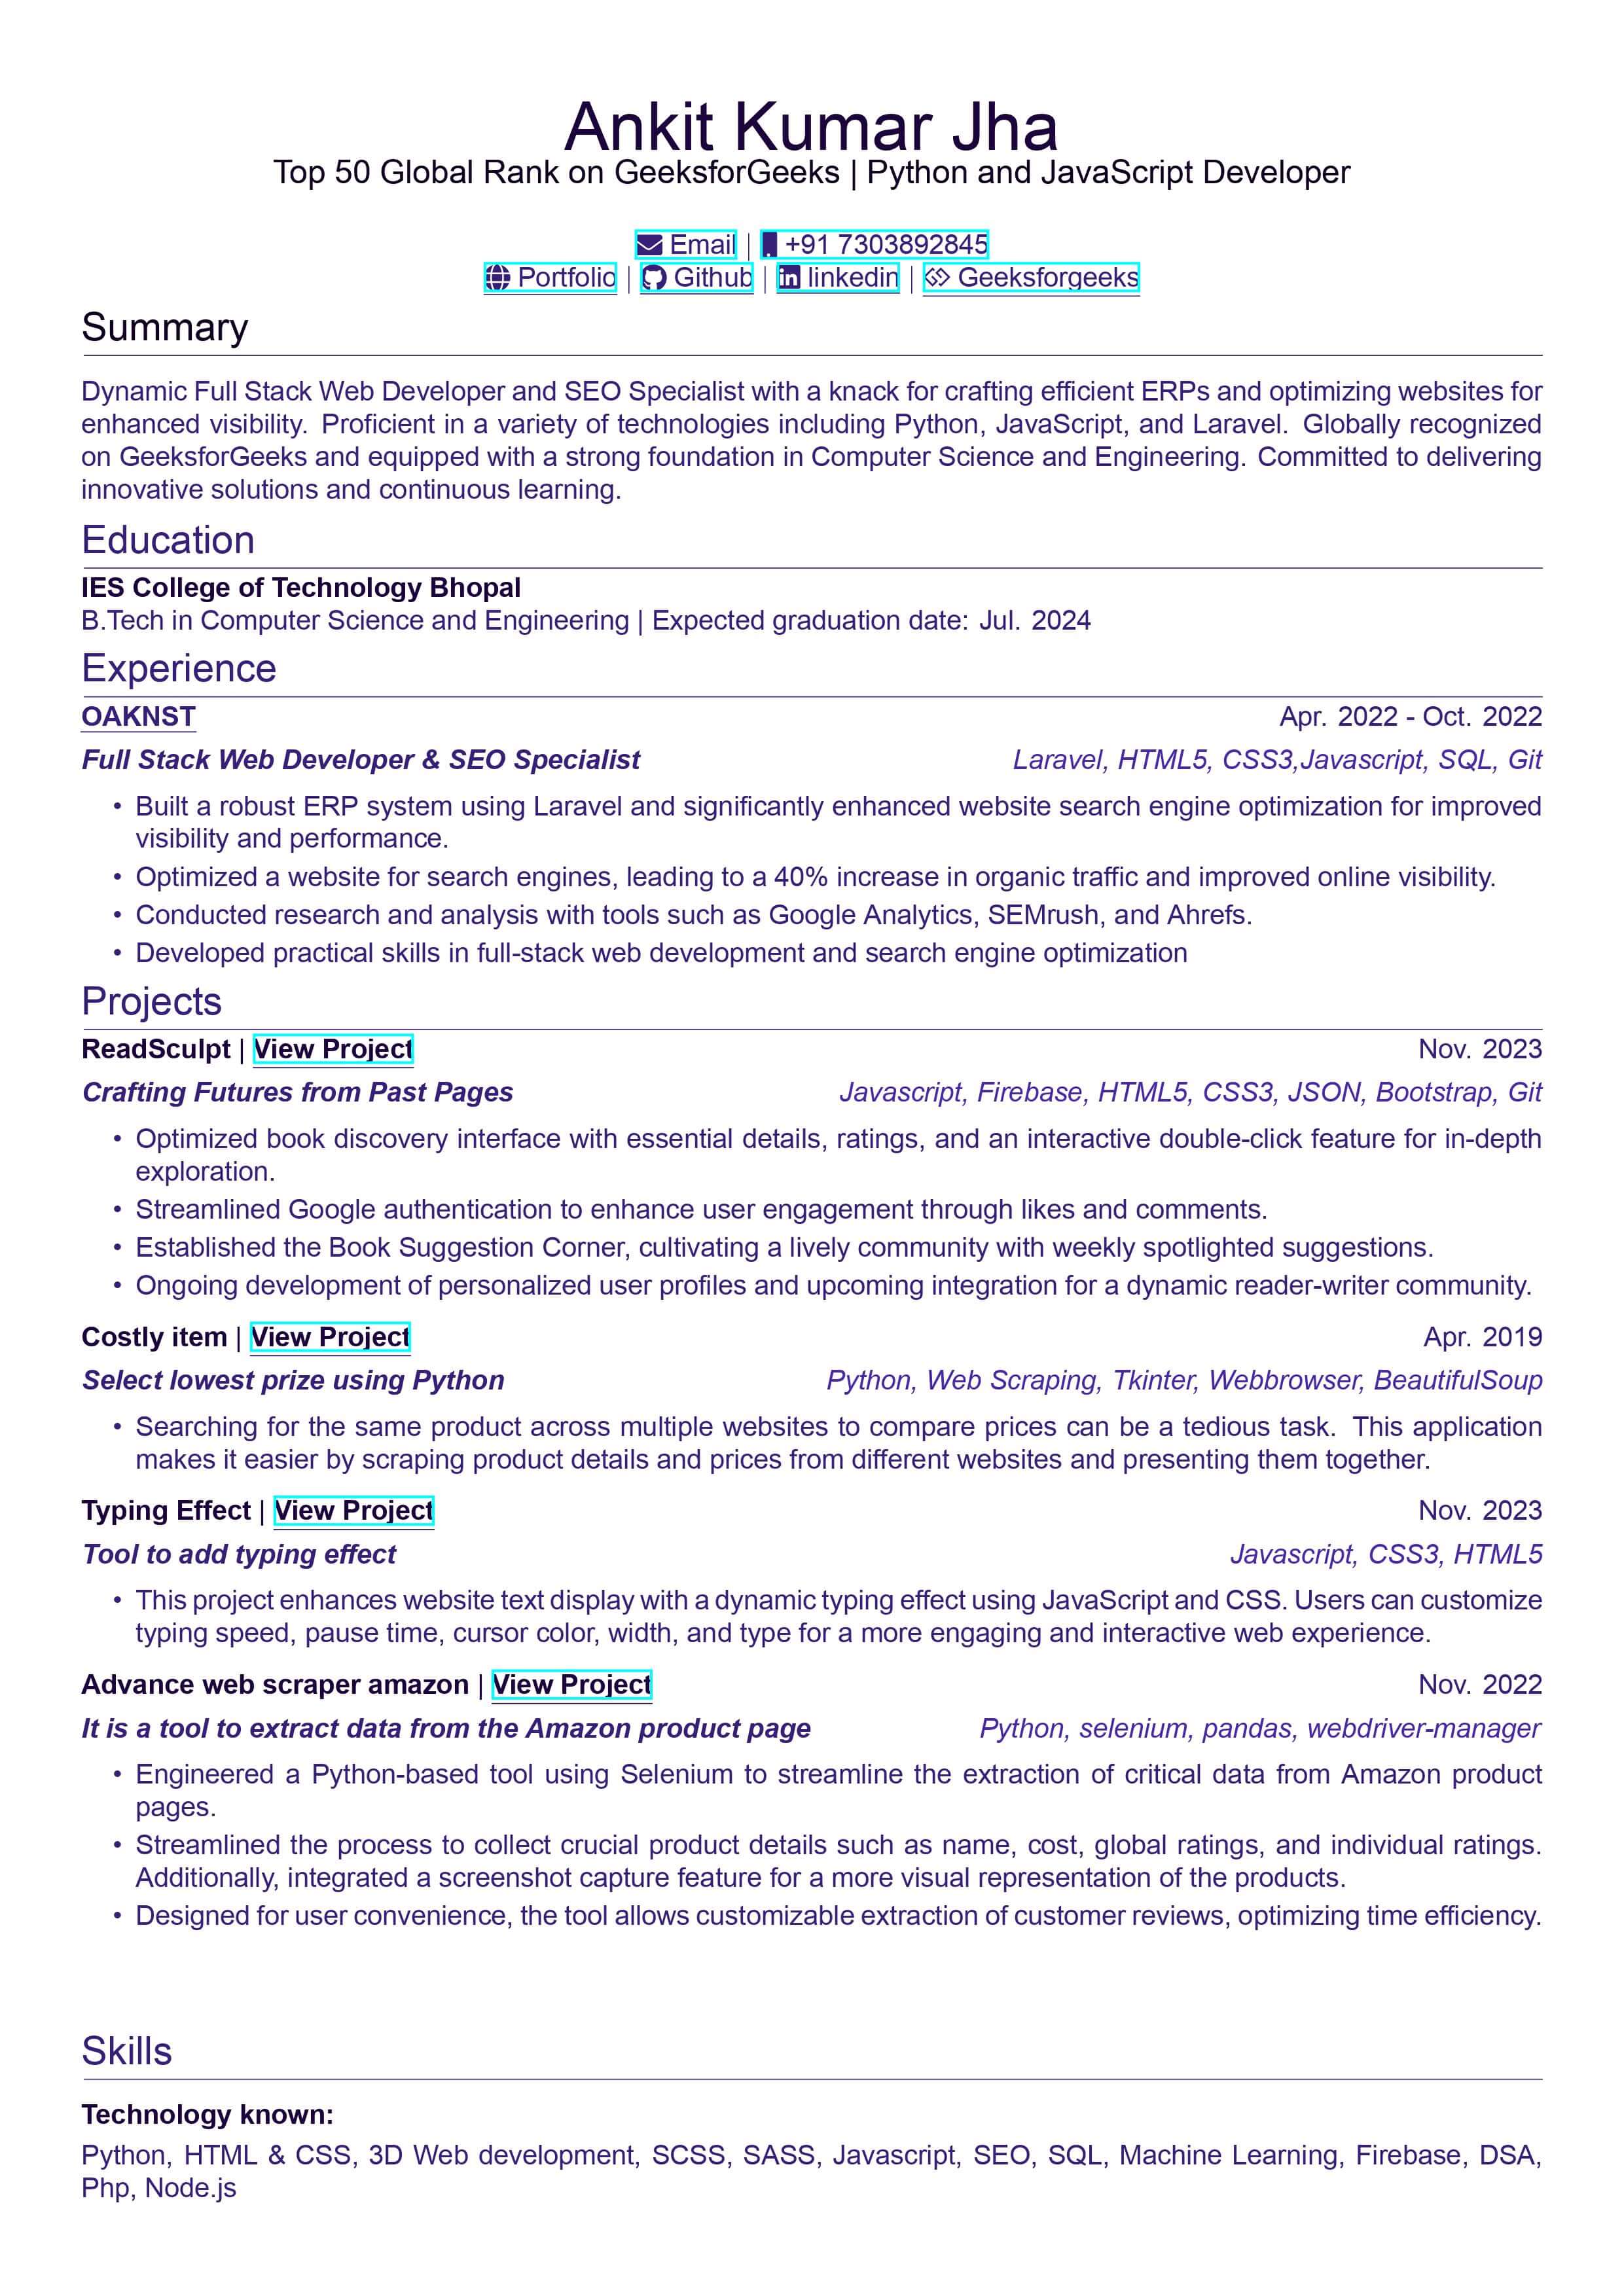 Ankit Kumar Jha
Top 50 Global Rank on GeeksforGeeks | Python and JavaScript Developer
Email | +91 7303892845
Portfolio | Github | linkedin | Geeksforgeeks
Summary
Dynamic Full Stack Web Developer and SEO Specialist with a knack for crafting efficient ERPs and optimizing websites for
enhanced visibility. Proficient in a variety of technologies including Python, JavaScript, and Laravel. Globally recognized
on GeeksforGeeks and equipped with a strong foundation in Computer Science and Engineering. Committed to delivering
innovative solutions and continuous learning.
Education
IES College of Technology Bhopal
B.Tech in Computer Science and Engineering | Expected graduation date: Jul. 2024
Experience
OAKNST Apr. 2022 - Oct. 2022
Full Stack Web Developer & SEO Specialist Laravel, HTML5, CSS3,Javascript, SQL, Git
• Built a robust ERP system using Laravel and significantly enhanced website search engine optimization for improved
visibility and performance.
• Optimized a website for search engines, leading to a 40% increase in organic traffic and improved online visibility.
• Conducted research and analysis with tools such as Google Analytics, SEMrush, and Ahrefs.
• Developed practical skills in full-stack web development and search engine optimization
Projects
ReadSculpt | View Project Nov. 2023
Crafting Futures from Past Pages Javascript, Firebase, HTML5, CSS3, JSON, Bootstrap, Git
• Optimized book discovery interface with essential details, ratings, and an interactive double-click feature for in-depth
exploration.
• Streamlined Google authentication to enhance user engagement through likes and comments.
• Established the Book Suggestion Corner, cultivating a lively community with weekly spotlighted suggestions.
• Ongoing development of personalized user profiles and upcoming integration for a dynamic reader-writer community.
Costly item | View Project Apr. 2019
Select lowest prize using Python Python, Web Scraping, Tkinter, Webbrowser, BeautifulSoup
• Searching for the same product across multiple websites to compare prices can be a tedious task. This application
makes it easier by scraping product details and prices from different websites and presenting them together.
Typing Effect | View Project Nov. 2023
Tool to add typing effect Javascript, CSS3, HTML5
• This project enhances website text display with a dynamic typing effect using JavaScript and CSS. Users can customize
typing speed, pause time, cursor color, width, and type for a more engaging and interactive web experience.
Advance web scraper amazon | View Project Nov. 2022
It is a tool to extract data from the Amazon product page Python, selenium, pandas, webdriver-manager
• Engineered a Python-based tool using Selenium to streamline the extraction of critical data from Amazon product
pages.
• Streamlined the process to collect crucial product details such as name, cost, global ratings, and individual ratings.
Additionally, integrated a screenshot capture feature for a more visual representation of the products.
• Designed for user convenience, the tool allows customizable extraction of customer reviews, optimizing time efficiency.
Skills
Technology known:
Python, HTML & CSS, 3D Web development, SCSS, SASS, Javascript, SEO, SQL, Machine Learning, Firebase, DSA,
Php, Node.js